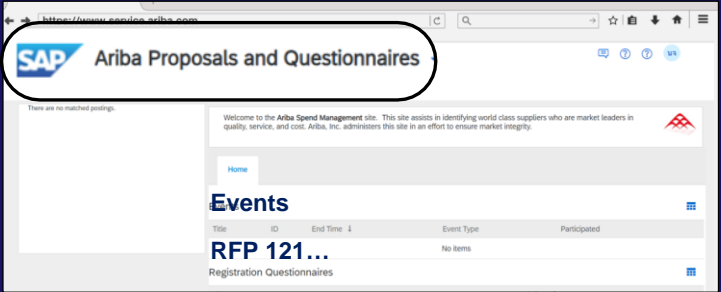 https://www.service.ariba.com
SAP Ariba Proposals and Questionnaires
There are no matched postings.
Welcome to the Ariba Spend Management site. This site assists in identifying world class suppliers who are market leaders in
quality, service, and cost. Ariba, Inc. administers this site in an effort to ensure market integrity.
Home
Events
Title ID End Time ↓ Event Type Participated
RFP 121…
No items
Registration Questionnaires